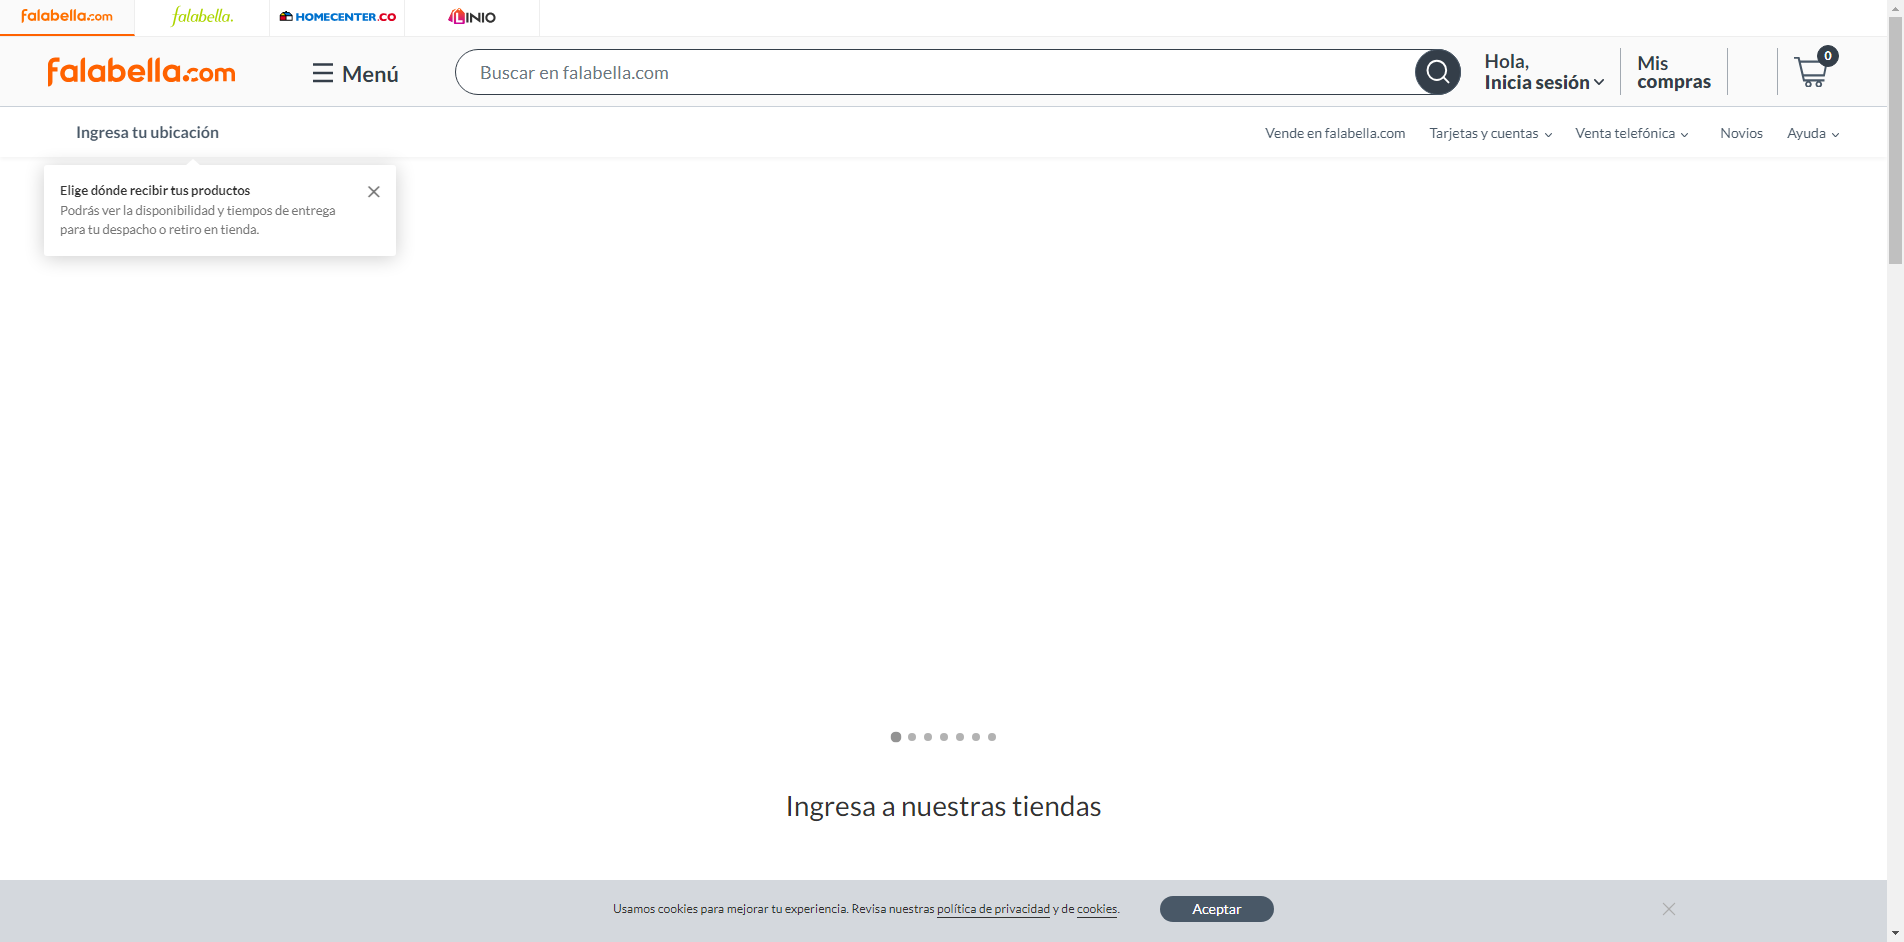 falabella.com
falabella.
HOMECENTER.CO
LINIO
falabella.com
Menú
Buscar en falabella.com
Hola,
Inicia sesión
Mis
compras
0
Ingresa tu ubicación
Vende en falabella.com
Tarjetas y cuentas
Venta telefónica
Novios
Ayuda
Elige dónde recibir tus productos
Podrás ver la disponibilidad y tiempos de entrega
para tu despacho o retiro en tienda.
Ingresa a nuestras tiendas
Usamos cookies para mejorar tu experiencia. Revisa nuestras política de privacidad y de cookies.
Aceptar